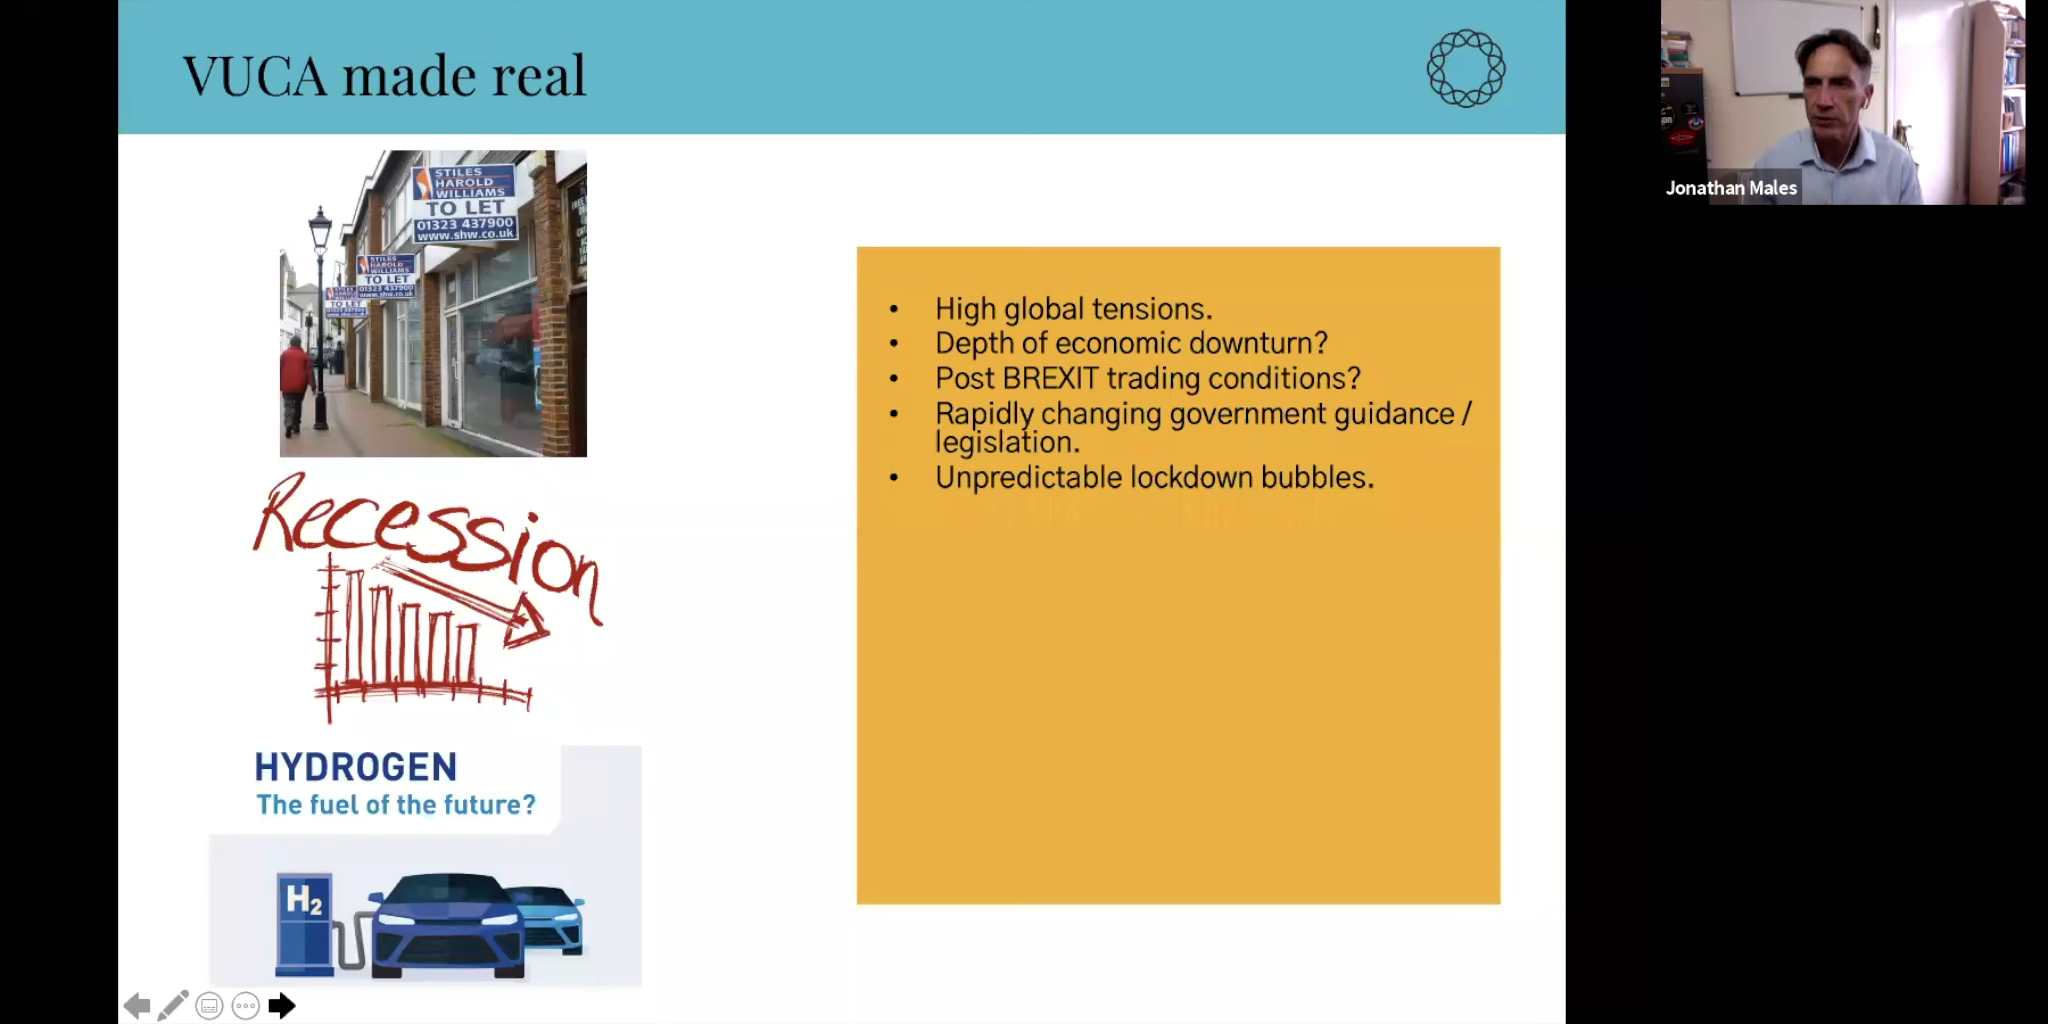 VUCA made real
STILES
HAROLD
WILLIAMS
TO LET
01323 437900
www.shw.co.uk
STILES
HAROLD
WILLIAMS
TO LET
01323 437900
www.shw.co.uk
TO LET
Recession
HYDROGEN
The fuel of the future?
H₂
• High global tensions.
• Depth of economic downturn?
• Post BREXIT trading conditions?
• Rapidly changing government guidance /
legislation.
• Unpredictable lockdown bubbles.
Jonathan Males